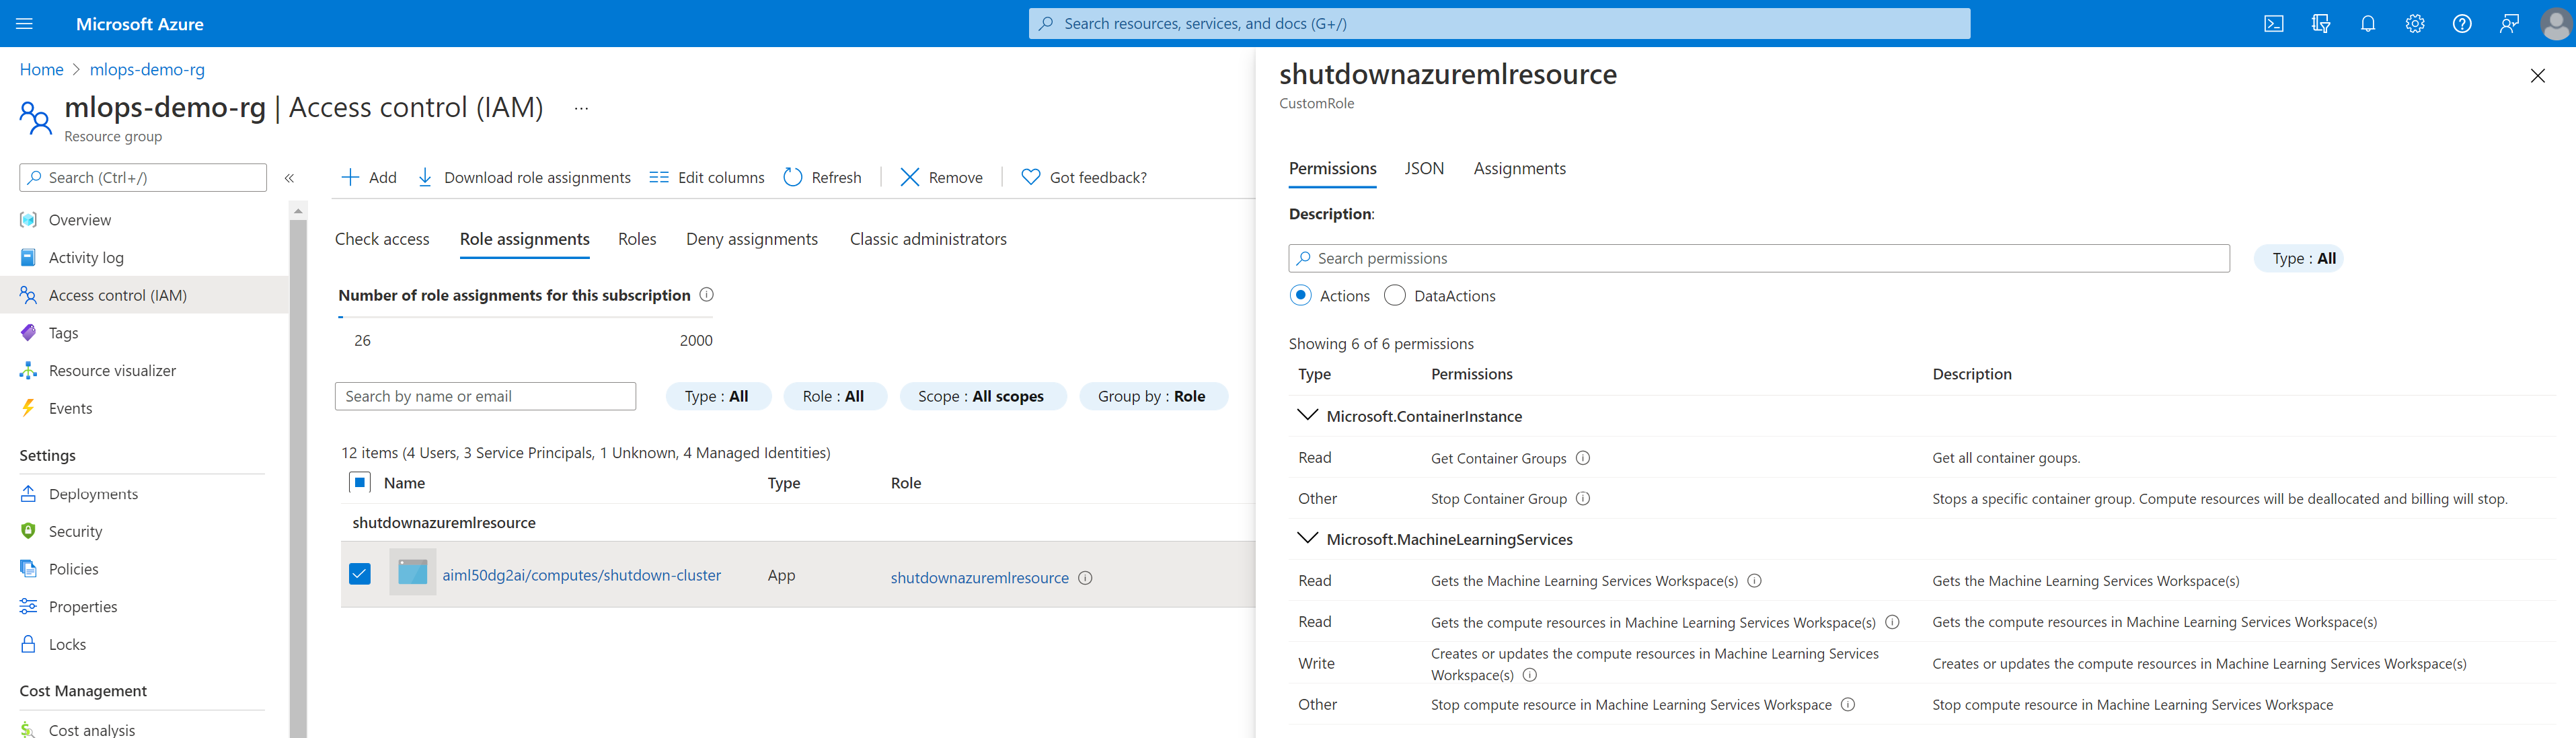 Microsoft Azure
Search resources, services, and docs (G+/)
Home > mlops-demo-rg
mlops-demo-rg | Access control (IAM) ...
Resource group
Search (Ctrl+/) «
Overview
Activity log
Access control (IAM)
Tags
Resource visualizer
Events
Settings
Deployments
Security
Policies
Properties
Locks
Cost Management
Cost analysis
Add Download role assignments Edit columns Refresh Remove Got feedback?
Check access Role assignments Roles Deny assignments Classic administrators
Number of role assignments for this subscription
26 2000
Search by name or email Type : All Role : All Scope : All scopes Group by : Role
12 items (4 Users, 3 Service Principals, 1 Unknown, 4 Managed Identities)
Name Type Role
shutdownazuremlresource
aiml50dg2ai/computes/shutdown-cluster App shutdownazuremlresource
shutdownazuremlresource
CustomRole
Permissions JSON Assignments
Description:
Search permissions Type : All
Actions DataActions
Showing 6 of 6 permissions
Type Permissions Description
Microsoft.ContainerInstance
Read Get Container Groups Get all container goups.
Other Stop Container Group Stops a specific container group. Compute resources will be deallocated and billing will stop.
Microsoft.MachineLearningServices
Read Gets the Machine Learning Services Workspace(s) Gets the Machine Learning Services Workspace(s)
Read Gets the compute resources in Machine Learning Services Workspace(s) Gets the compute resources in Machine Learning Services Workspace(s)
Write Creates or updates the compute resources in Machine Learning Services Creates or updates the compute resources in Machine Learning Services Workspace(s)
Workspace(s)
Other Stop compute resource in Machine Learning Services Workspace Stop compute resource in Machine Learning Services Workspace